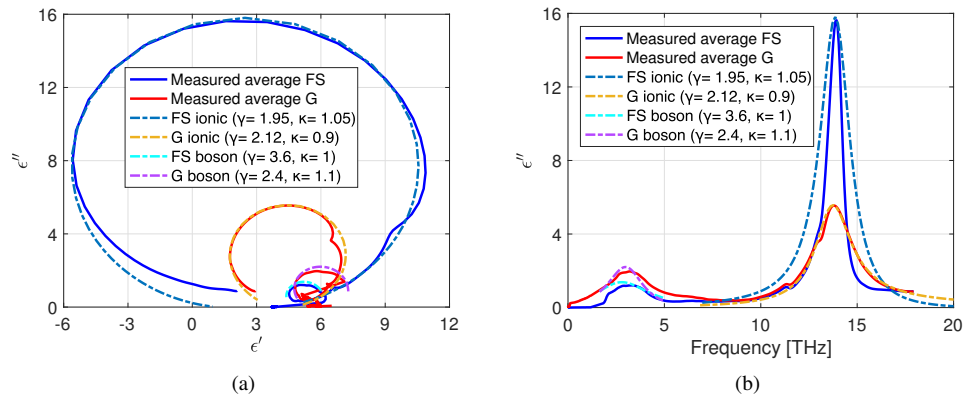 16
12
8
4
0
-6
-3
0
3
6
9
12
ε''
ε'
Measured average FS
Measured average G
FS ionic (γ= 1.95, κ= 1.05)
G ionic (γ= 2.12, κ= 0.9)
FS boson (γ= 3.6, κ= 1)
G boson (γ= 2.4, κ= 1.1)
(a)
16
12
8
4
0
0
5
10
15
20
ε''
Frequency [THz]
Measured average FS
Measured average G
FS ionic (γ= 1.95, κ= 1.05)
G ionic (γ= 2.12, κ= 0.9)
FS boson (γ= 3.6, κ= 1)
G boson (γ= 2.4, κ= 1.1)
(b)